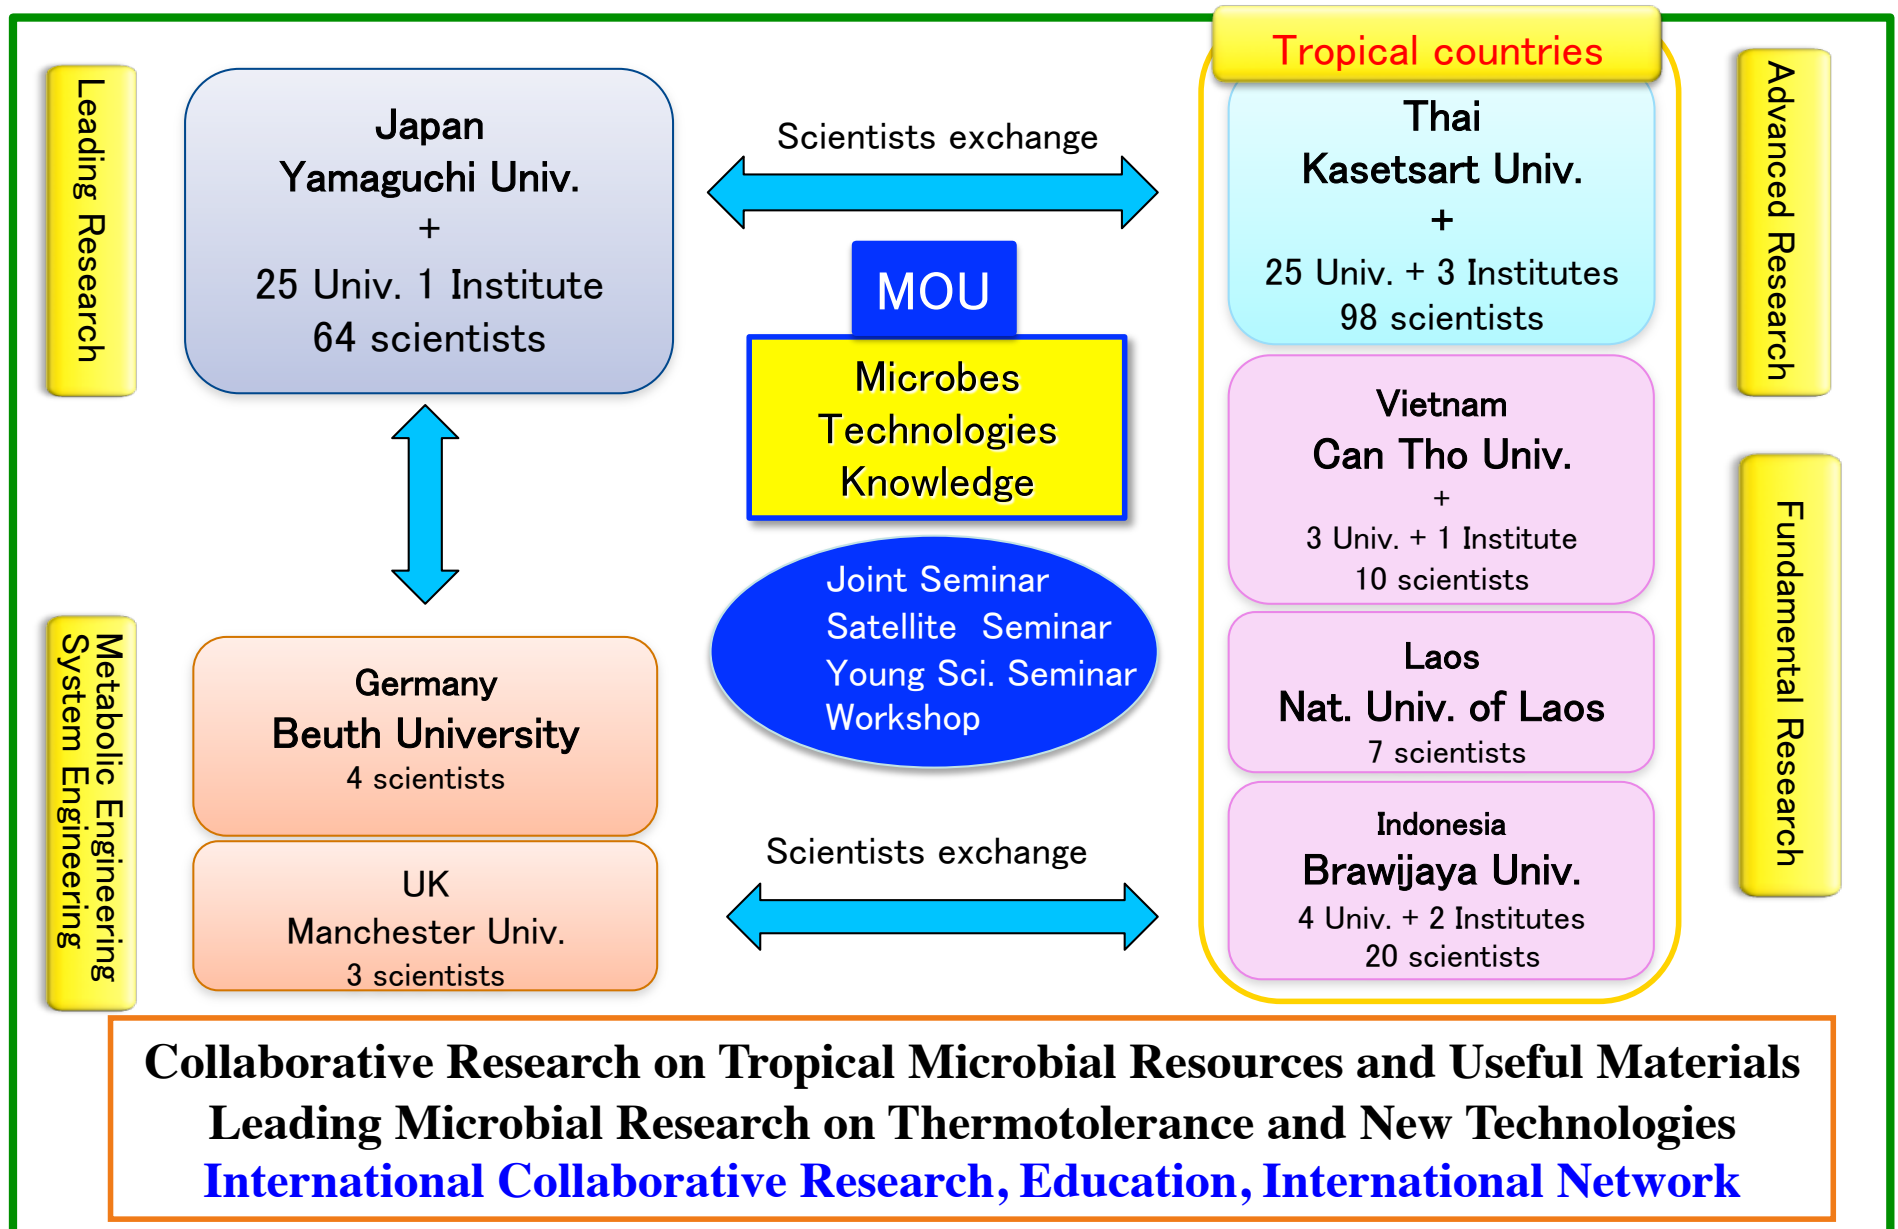 Tropical countries
Leading Research
Japan
Yamaguchi Univ.
+
25 Univ. 1 Institute
64 scientists
Scientists exchange
Thai
Kasetsart Univ.
+
25 Univ. + 3 Institutes
98 scientists
Advanced Research
MOU
Microbes
Technologies
Knowledge
Vietnam
Can Tho Univ.
+
3 Univ. + 1 Institute
10 scientists
Fundamental Research
Joint Seminar
Satellite Seminar
Young Sci. Seminar
Workshop
Laos
Nat. Univ. of Laos
7 scientists
Metabolic Engineering
System Engineering
Germany
Beuth University
4 scientists
UK
Manchester Univ.
3 scientists
Scientists exchange
Indonesia
Brawijaya Univ.
4 Univ. + 2 Institutes
20 scientists
Collaborative Research on Tropical Microbial Resources and Useful Materials
Leading Microbial Research on Thermotolerance and New Technologies
International Collaborative Research, Education, International Network